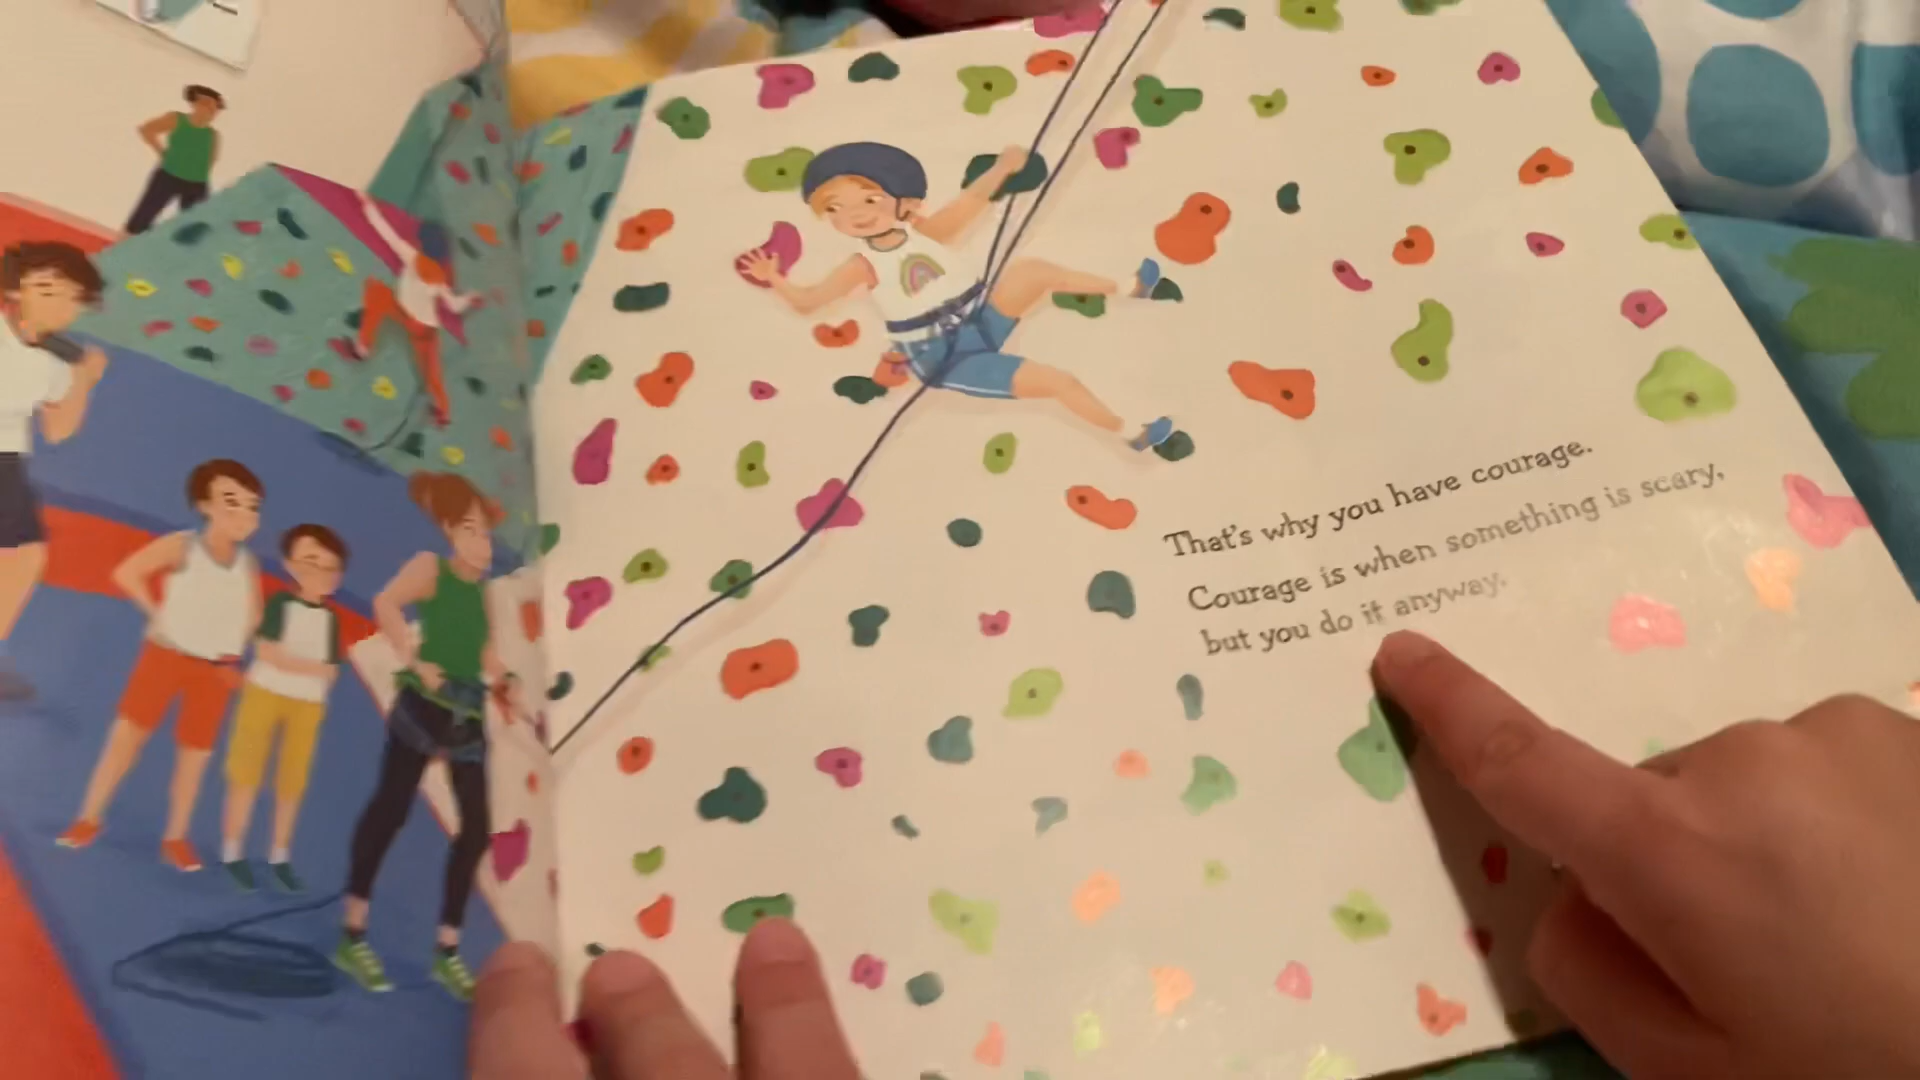 That's why you have courage.
Courage is when something is scary,
but you do it anyway.